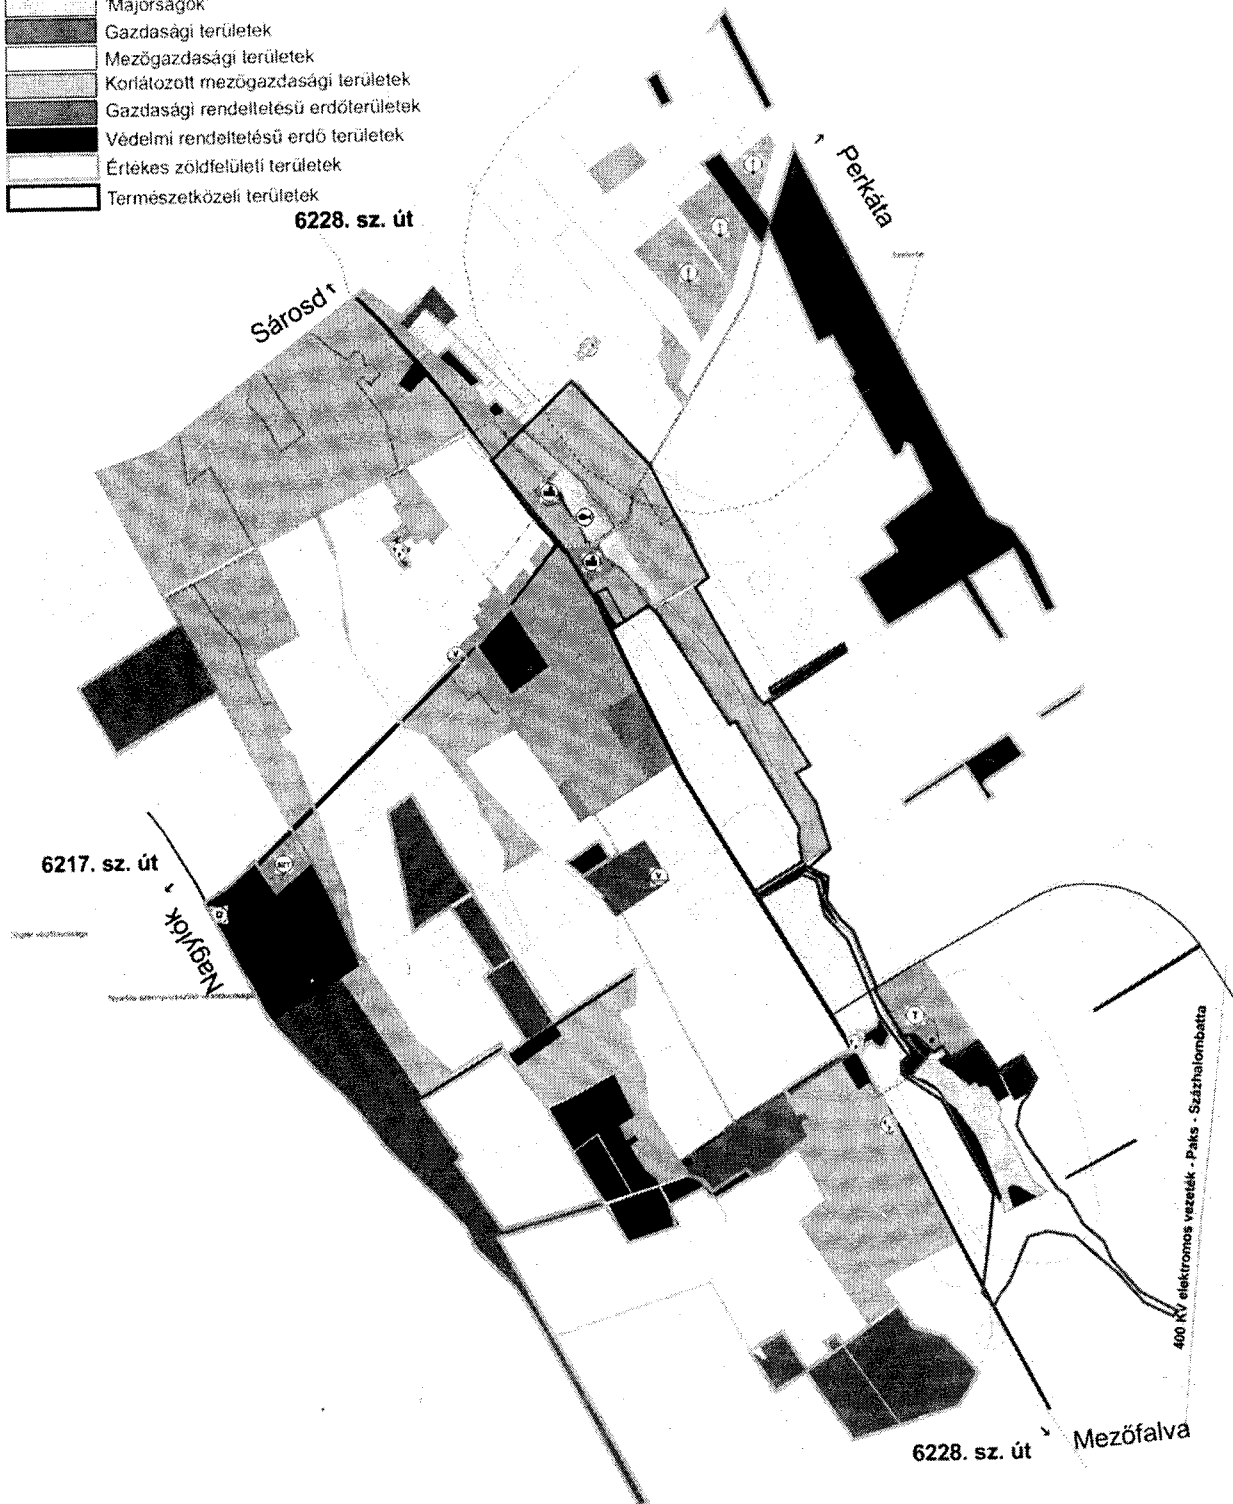 Majorságok
Gazdasági területek
Mezőgazdasági területek
Korlátozott mezőgazdasági területek
Gazdasági rendeltetésű erdőterületek
Védelmi rendeltetésű erdő területek
Értékes zöldfelületi területek
Természetközeli területek
6228. sz. út
Perkáta
Sárosd
6217. sz. út
Nagylók
400 KV elektromos vezeték - Paks - Százhalombatta
6228. sz. út
Mezőfalva